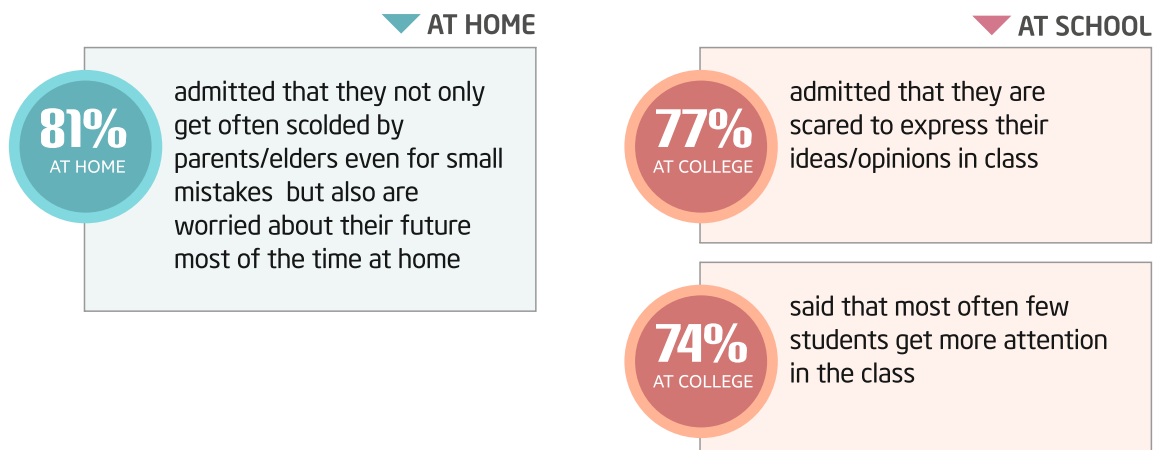 AT HOME
81%
AT HOME
admitted that they not only
get often scolded by
parents/elders even for small
mistakes  but also are
worried about their future
most of the time at home
AT SCHOOL
77%
AT COLLEGE
admitted that they are
scared to express their
ideas/opinions in class
74%
AT COLLEGE
said that most often few
students get more attention
in the class